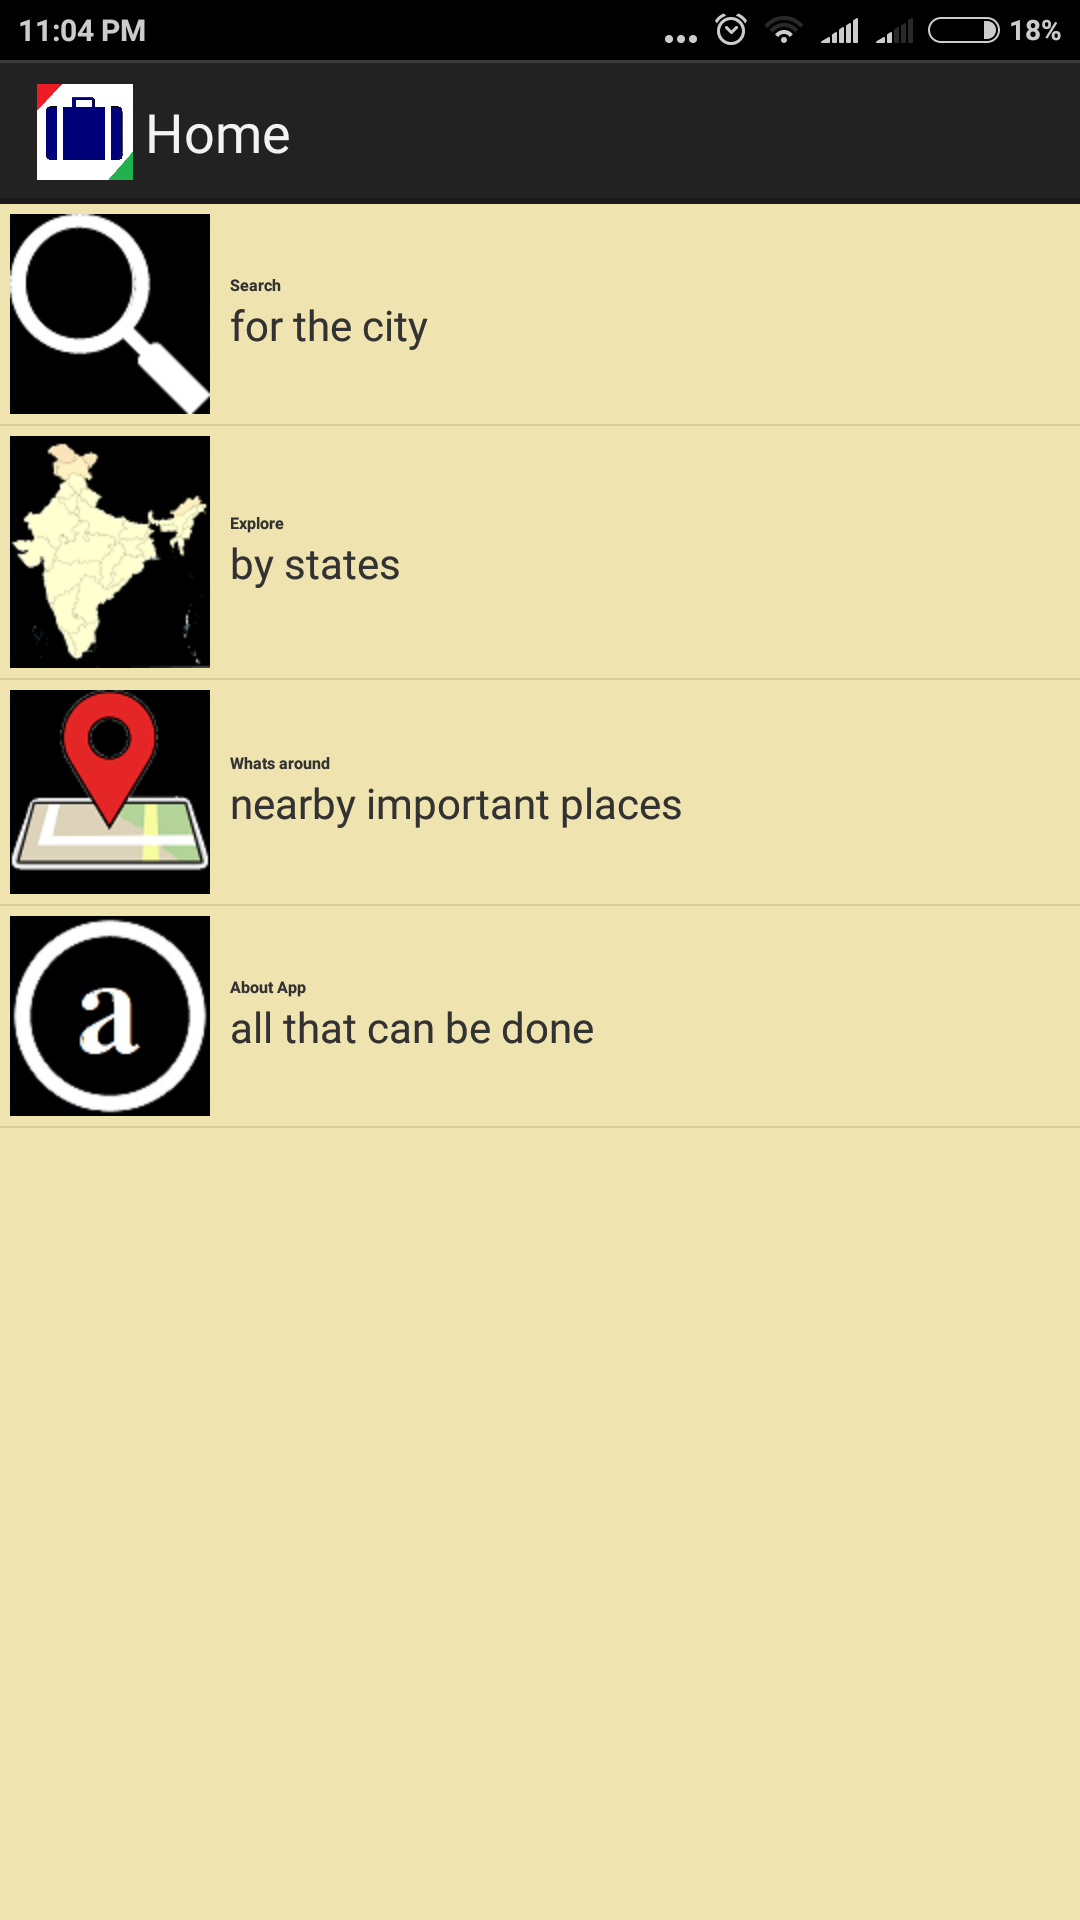 11:04 PM
18%
Home
Search
for the city
Explore
by states
Whats around
nearby important places
a
About App
all that can be done